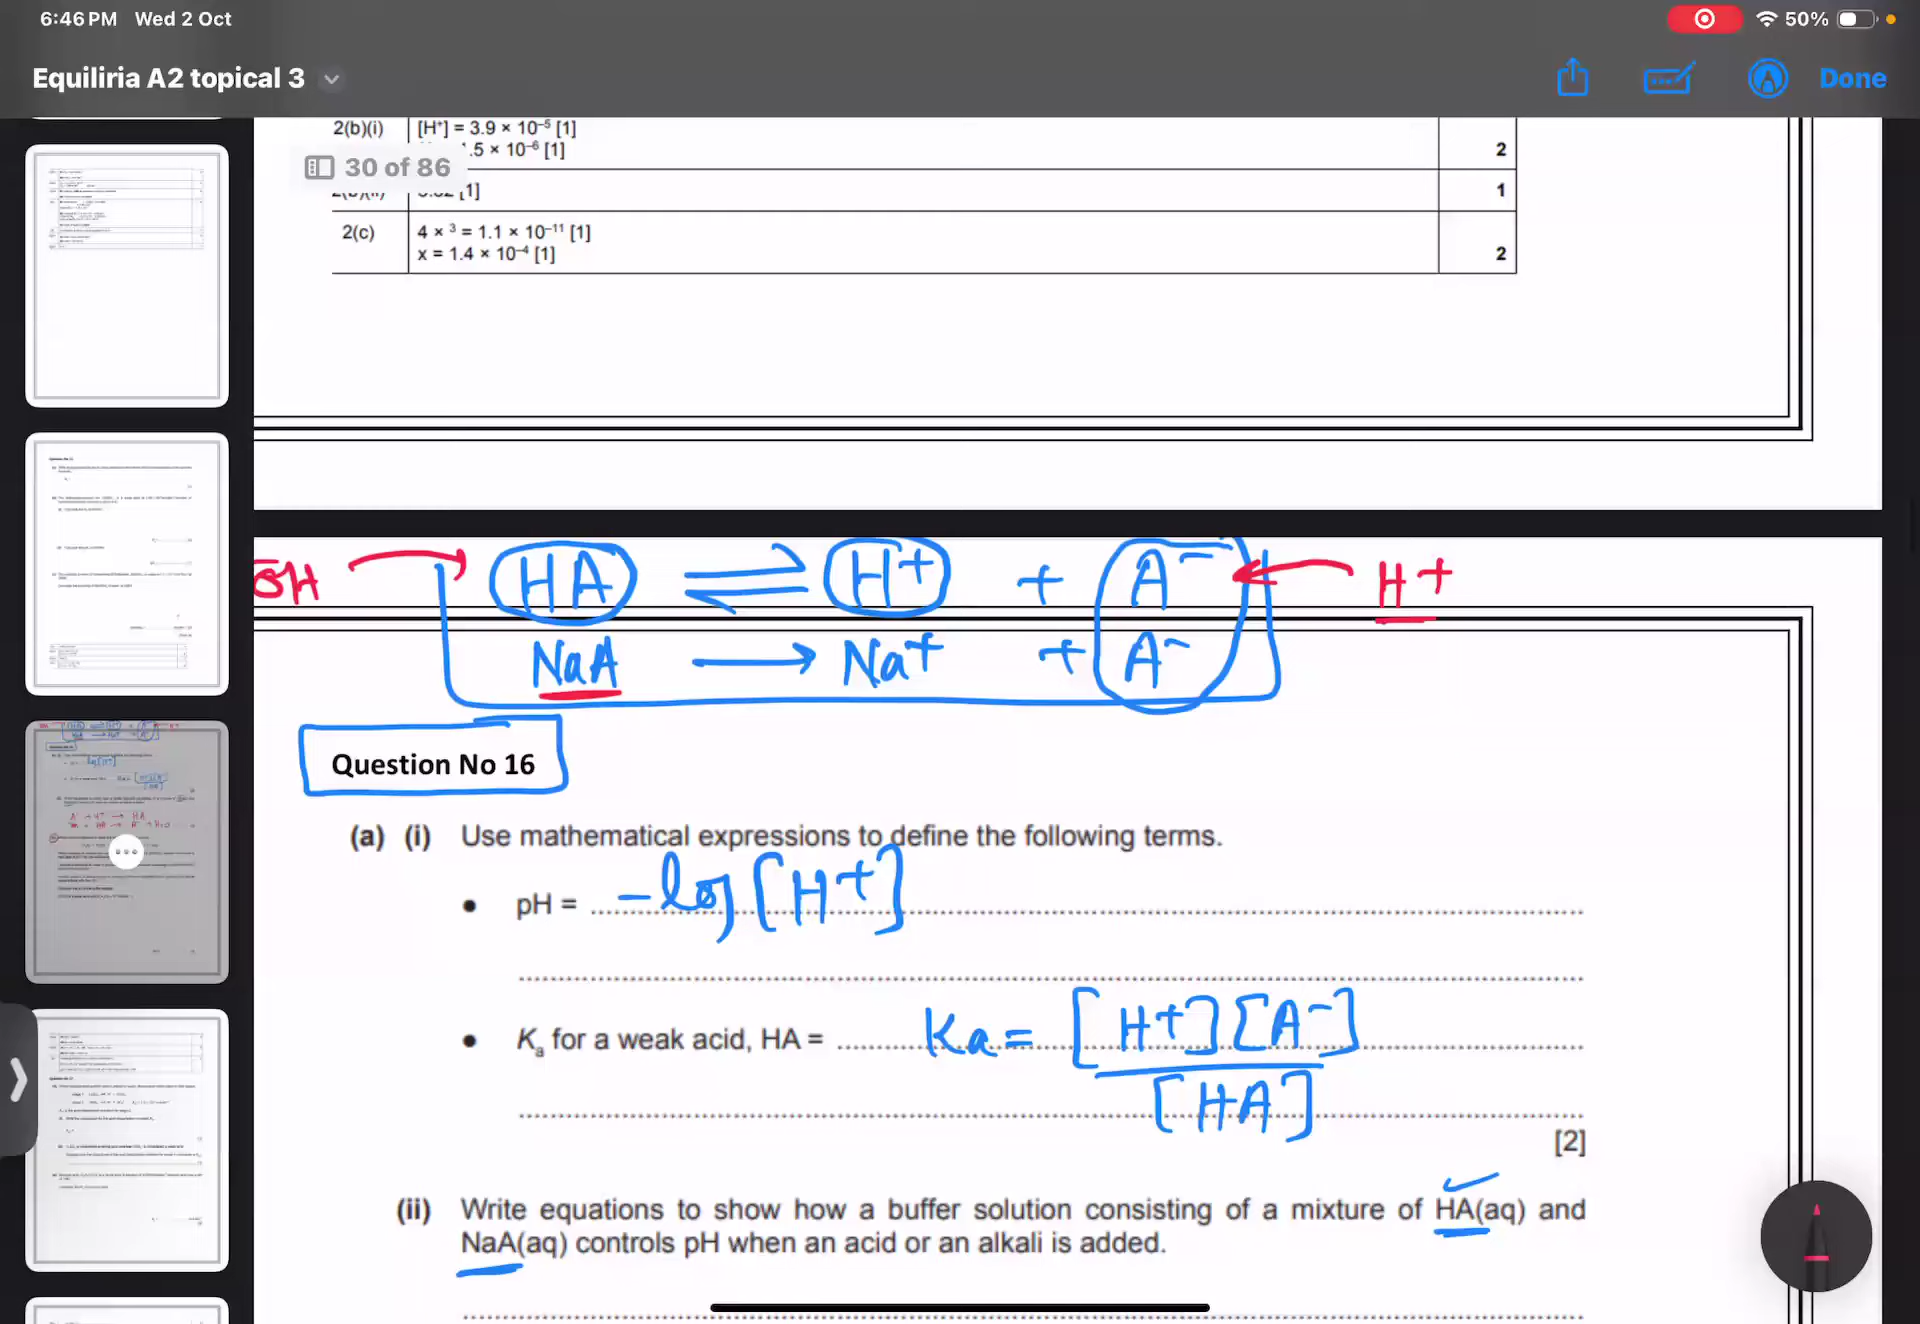 6:46 PM Wed 2 Oct
50%
Equiliria A2 topical 3
Done
2(b)(i) [H⁺] = 3.9 × 10⁻⁵ [1]
.5 × 10⁻⁶ [1] 2
30 of 86
[1] 1
2(c) 4 × ³ = 1.1 × 10⁻¹¹ [1]
x = 1.4 × 10⁻⁴ [1] 2
OH HA ⇌ H+ + A⁻ H+
NaA → Na+ + A⁻
Question No 16
(a) (i) Use mathematical expressions to define the following terms.
• pH = -log [H+]
• Kₐ for a weak acid, HA = Ka = [H+][A⁻]
[HA]
[2]
(ii) Write equations to show how a buffer solution consisting of a mixture of HA(aq) and
NaA(aq) controls pH when an acid or an alkali is added.